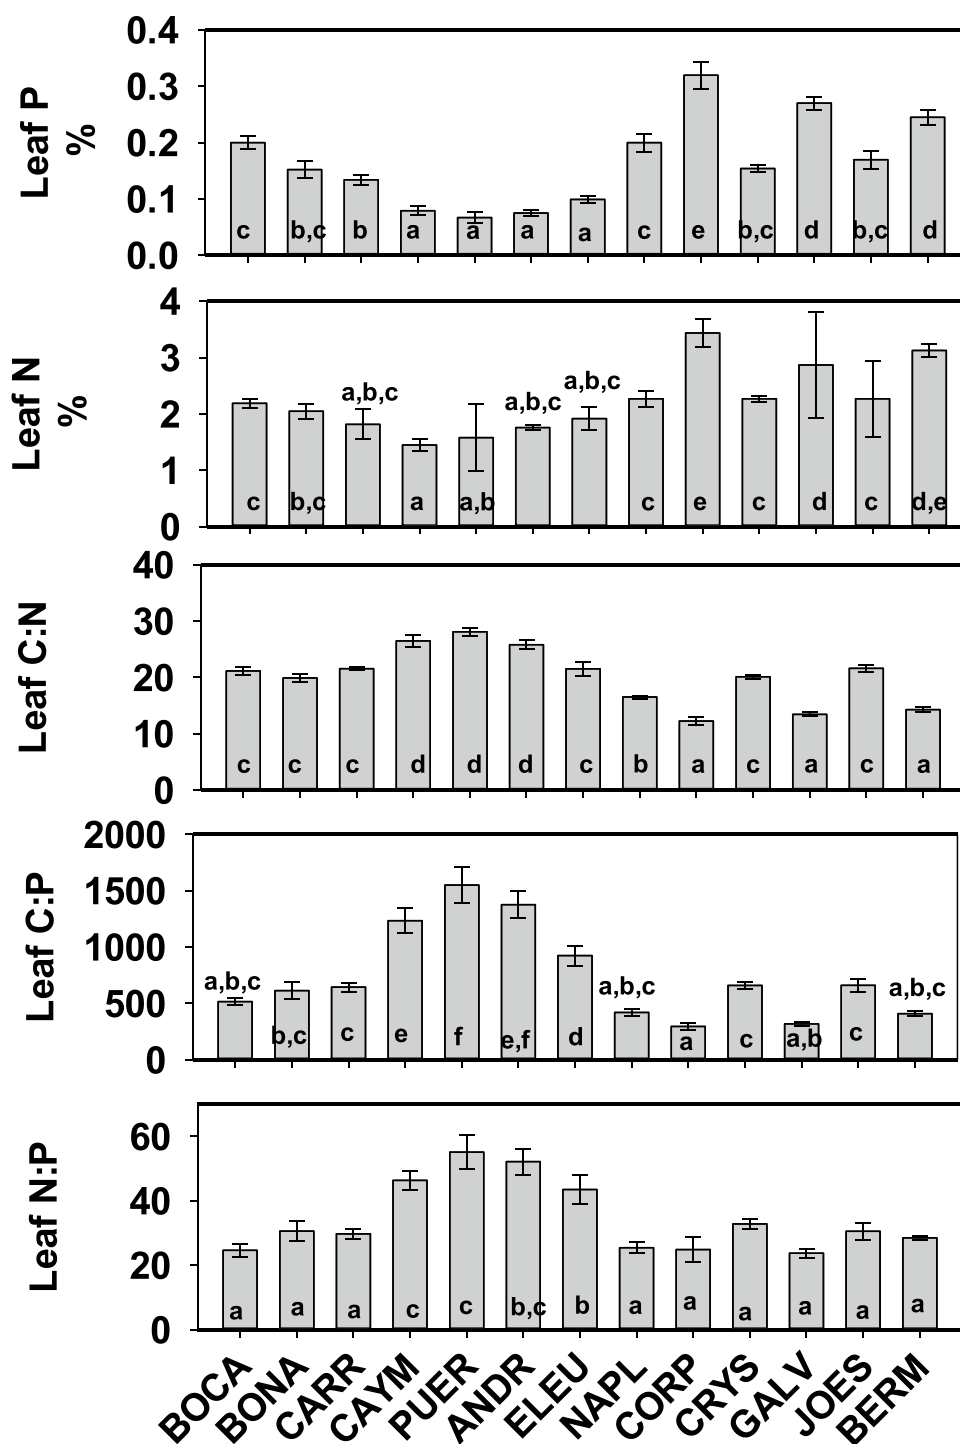 Leaf P
%
0.4
0.3
0.2
0.1
0.0
c b,c b a a a a c e b,c d b,c d
Leaf N
%
4
3
2
1
0
a,b,c a,b,c a,b,c
c b,c a a,b c e c d c d,e
Leaf C:N
40
30
20
10
0
c c c d d d c b a c a c a
Leaf C:P
2000
1500
1000
500
0
a,b,c a,b,c a,b,c
b,c c e f e,f d a c a,b c
Leaf N:P
60
40
20
0
a a a c c b,c b a a a a a a
BOCA BONA CARR CAYM PUER ANDR ELEU NAPL CORP CRYS GALV JOES BERM